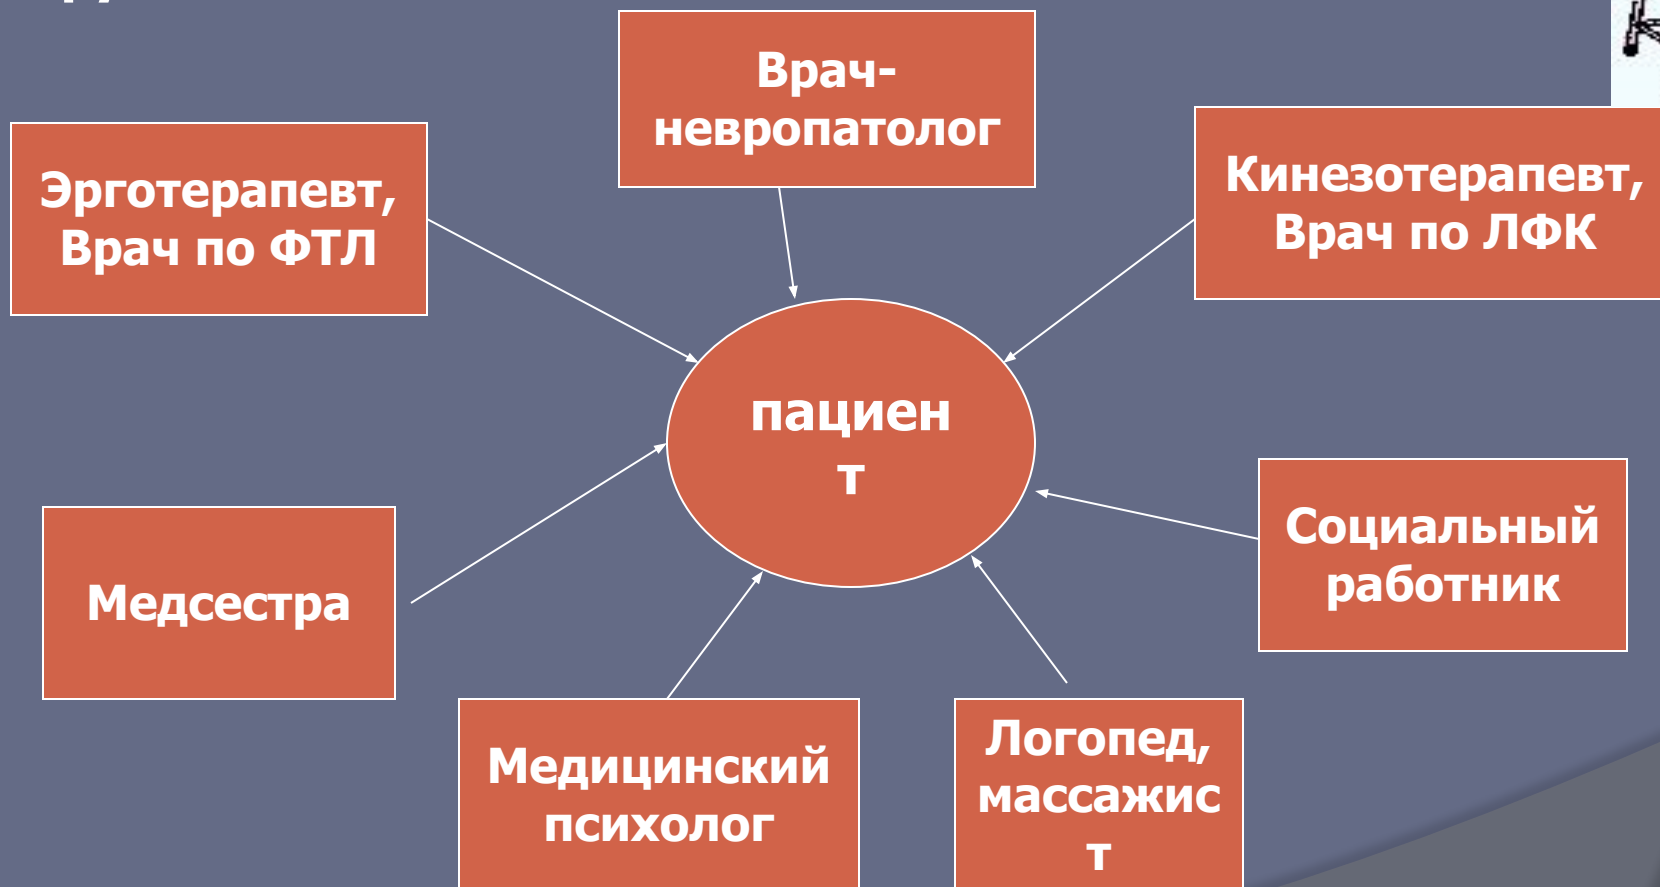 Врач-
невропатолог
Эрготерапевт,
Врач по ФТЛ
Кинезотерапевт,
Врач по ЛФК
пациен
т
Социальный
работник
Медсестра
Медицинский
психолог
Логопед,
массажис
т